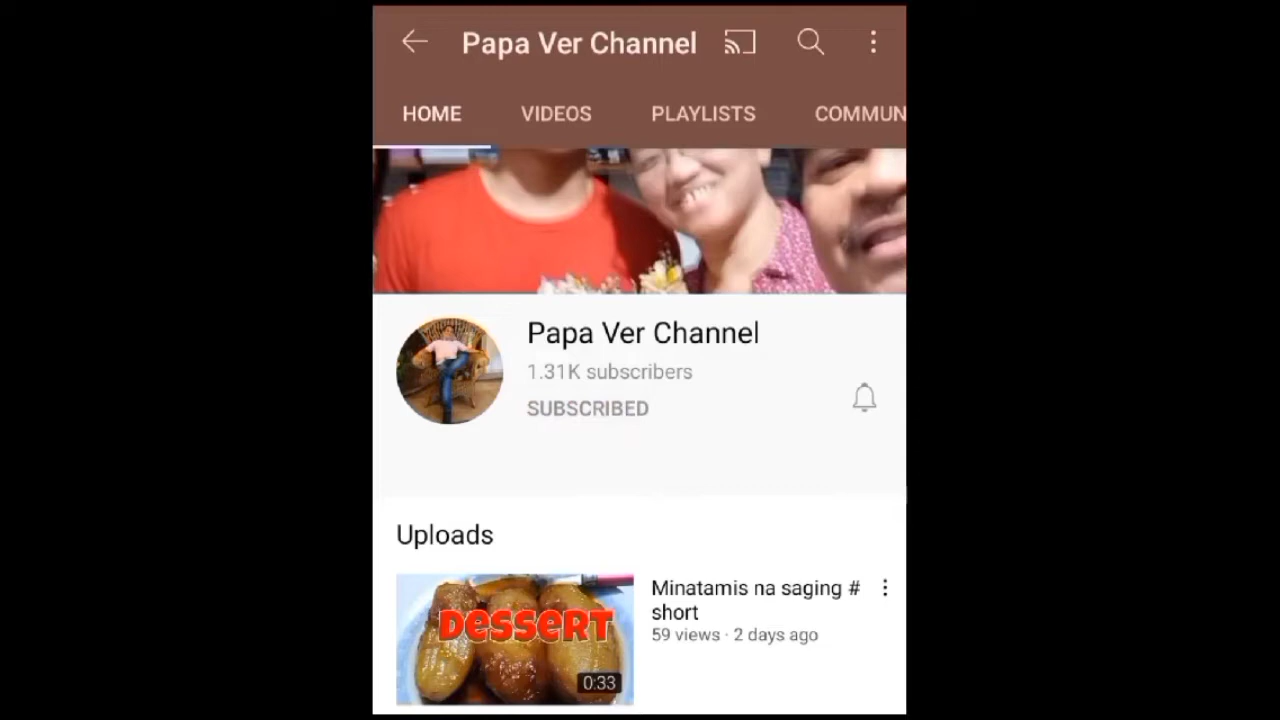 Papa Ver Channel
HOME VIDEOS PLAYLISTS COMMUN
Papa Ver Channel
1.31K subscribers
SUBSCRIBED
Uploads
DESSERT
0:33
Minatamis na saging #
short
59 views · 2 days ago